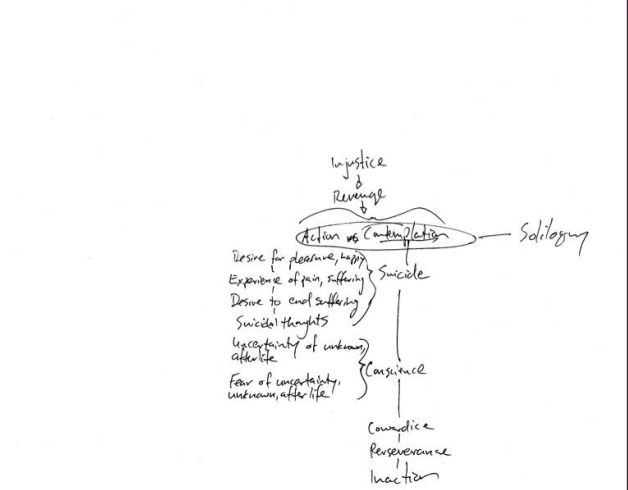 Injustice
Revenge
Action vs Contemplation
Soliloquy
Desire for pleasure, happy
Experience of pain, suffering
Desire to end suffering
Suicidal thoughts
Suicide
Uncertainty of unknown,
afterlife
Fear of uncertainty,
unknown, afterlife
Conscience
Cowardice
Perseverance
Inaction